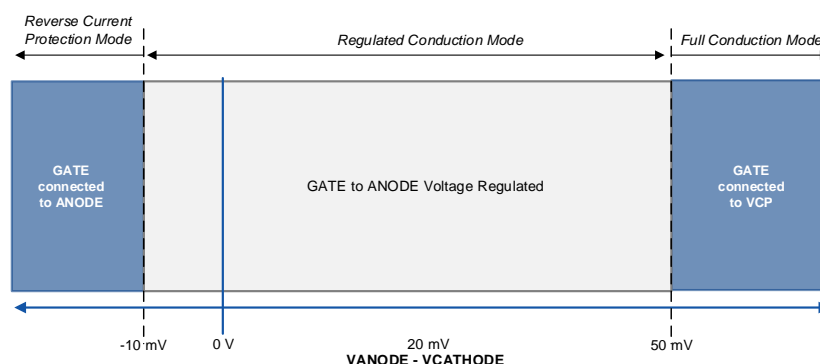 Reverse Current
Protection Mode
Regulated Conduction Mode
Full Conduction Mode
GATE
connected
to ANODE
GATE to ANODE Voltage Regulated
GATE
connected
to VCP
-10 mV
0 V
20 mV
50 mV
VANODE - VCATHODE